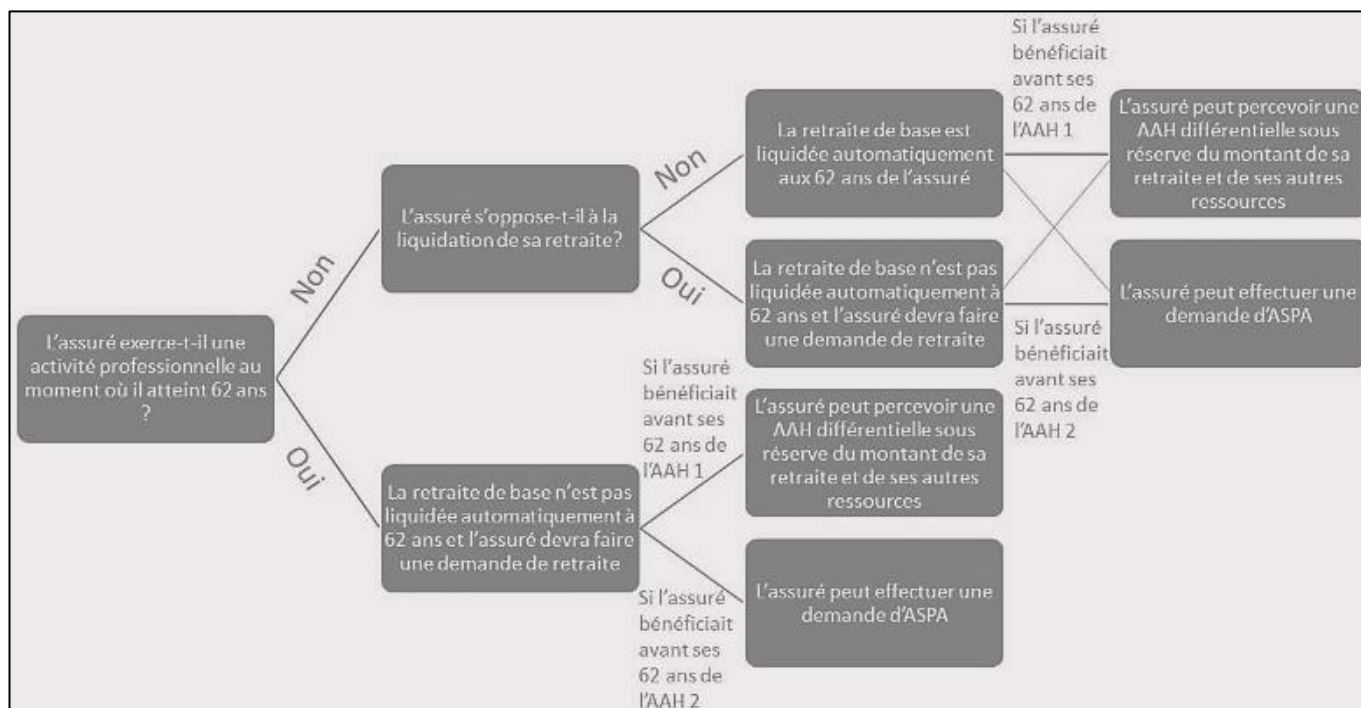 L'assuré exerce-t-il une
activité professionnelle au
moment où il atteint 62 ans
?
Non
Oui
L'assuré s'oppose-t-il à la
liquidation de sa retraite?
Non
Oui
La retraite de base n'est pas
liquidée automatiquement à
62 ans et l'assuré devra faire
une demande de retraite
La retraite de base est
liquidée automatiquement
aux 62 ans de l'assuré
La retraite de base n'est pas
liquidée automatiquement à
62 ans et l'assuré devra faire
une demande de retraite
Si l'assuré
bénéficiait
avant ses
62 ans de
l'AAH 1
L'assuré peut percevoir une
AAH différentielle sous
réserve du montant de sa
retraite et de ses autres
ressources
Si l'assuré
bénéficiait
avant ses
62 ans de
l'AAH 2
L'assuré peut effectuer une
demande d'ASPA
Si l'assuré
bénéficiait
avant ses
62 ans de
l'AAH 1
L'assuré peut percevoir une
AAH différentielle sous
réserve du montant de sa
retraite et de ses autres
ressources
Si l'assuré
bénéficiait
avant ses
62 ans de
l'AAH 2
L'assuré peut effectuer une
demande d'ASPA